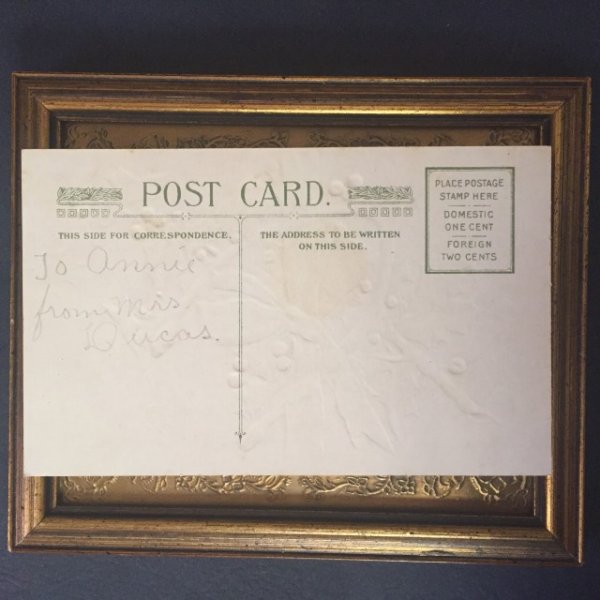 POST CARD.
THIS SIDE FOR CORRESPONDENCE.
THE ADDRESS TO BE WRITTEN
ON THIS SIDE.
PLACE POSTAGE
STAMP HERE
DOMESTIC
ONE CENT
FOREIGN
TWO CENTS
To Annie
from Mrs.
Ducas.